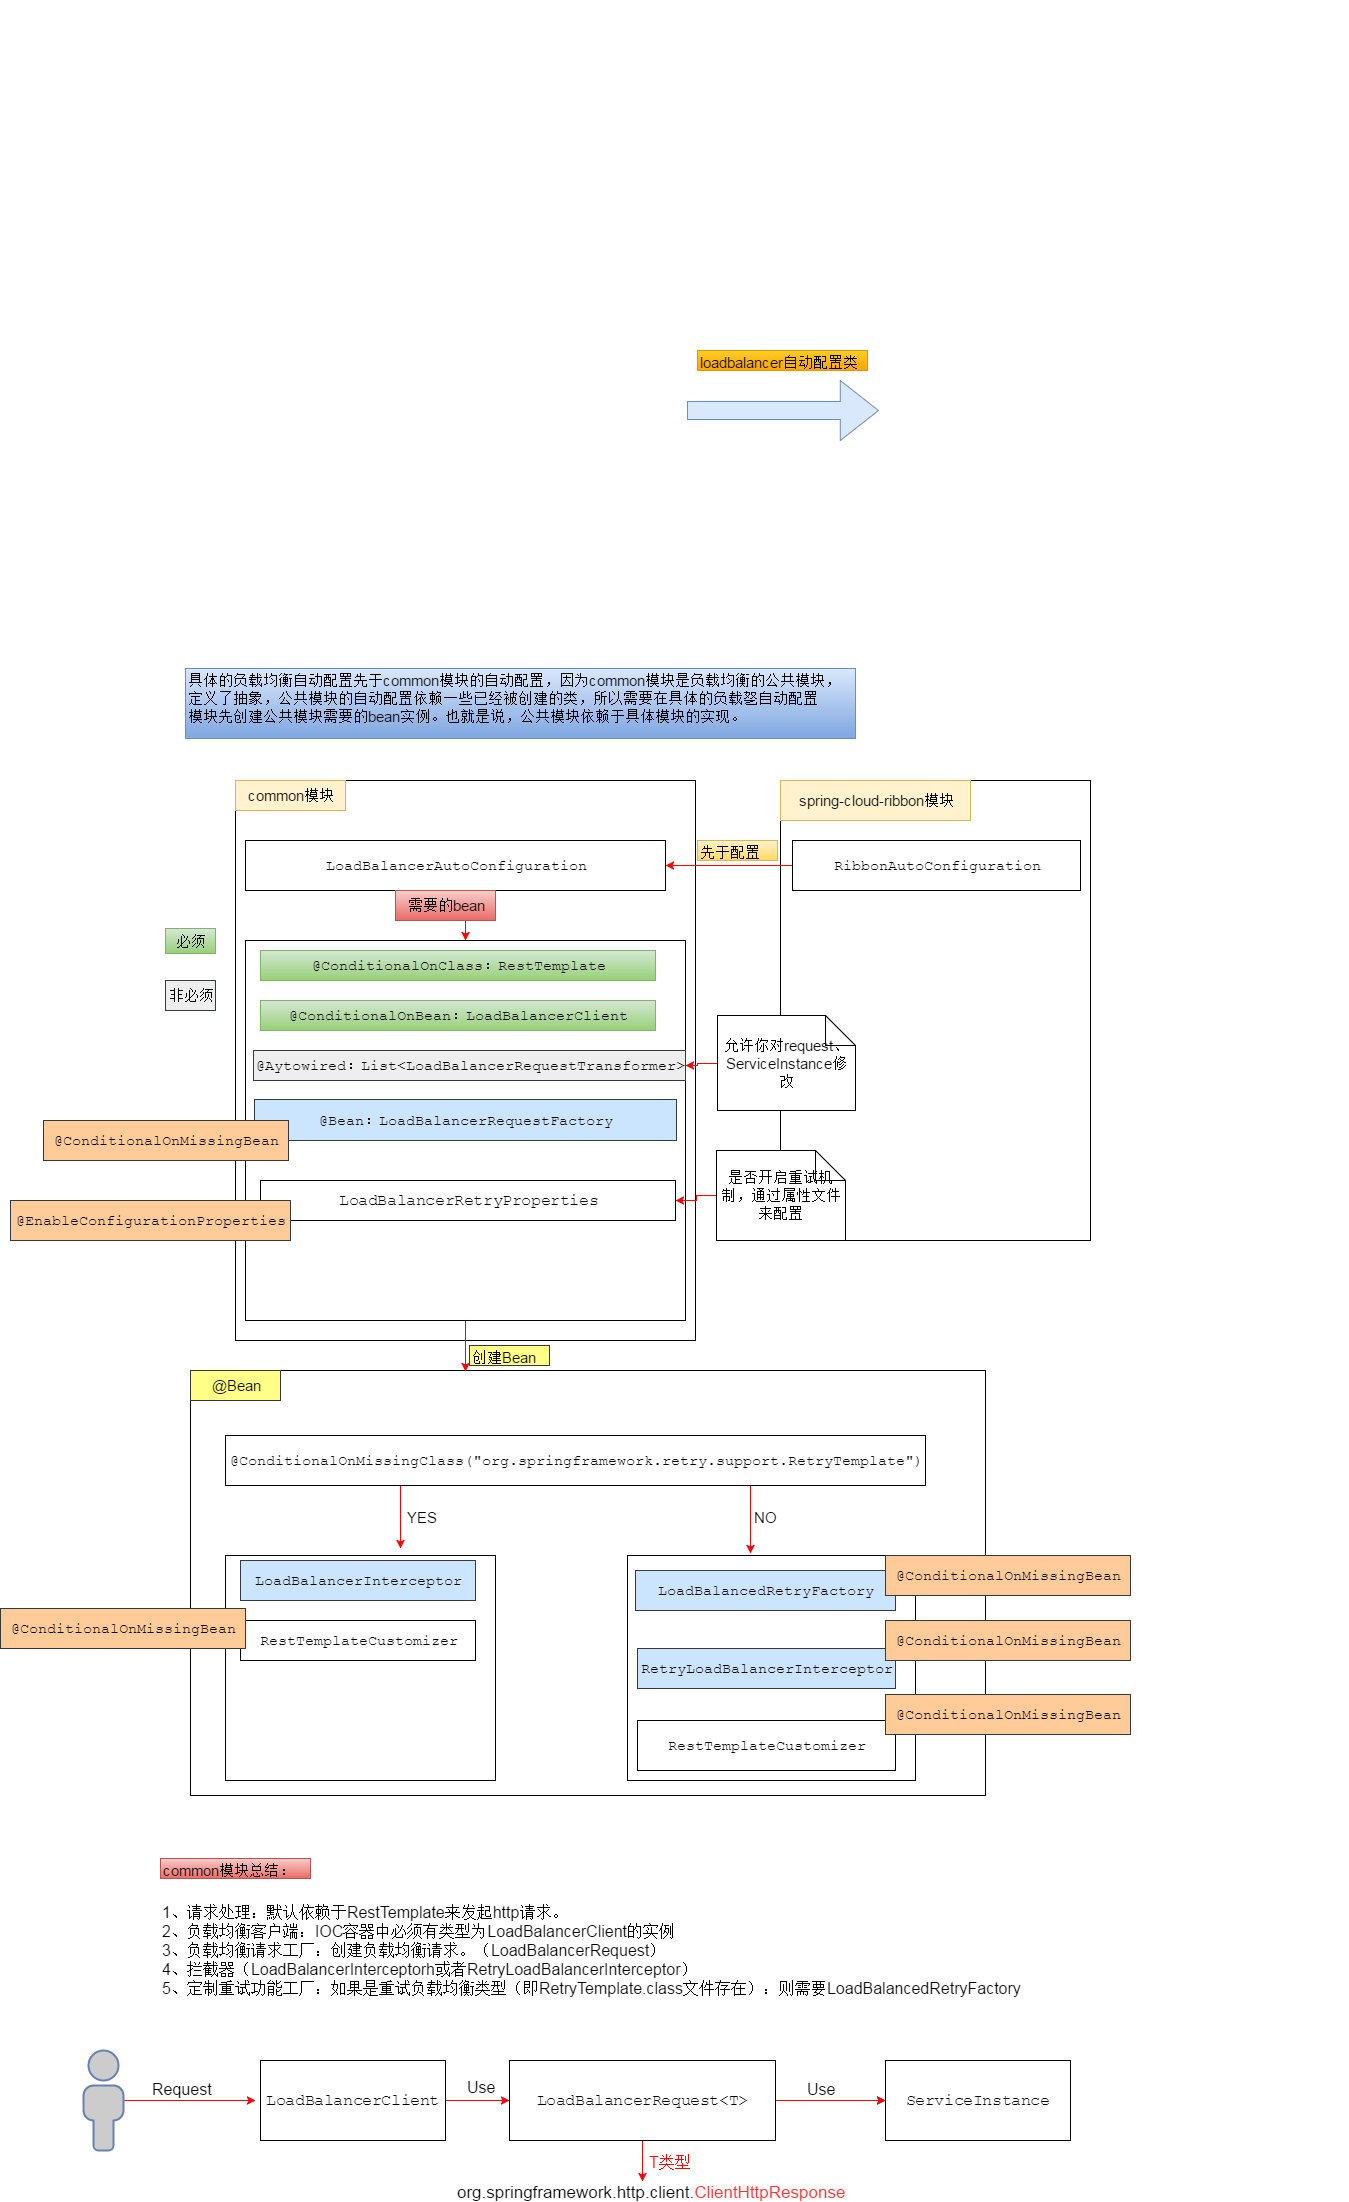 loadbalancer自动配置类
具体的负载均衡自动配置先于common模块的自动配置，因为common模块是负载均衡的公共模块，
定义了抽象，公共模块的自动配置依赖一些已经被创建的类，所以需要在具体的负载眢自动配置
模块先创建公共模块需要的bean实例。也就是说，公共模块依赖于具体模块的实现。
common模块
spring-cloud-ribbon模块
LoadBalancerAutoConfiguration
先于配置
RibbonAutoConfiguration
需要的bean
必须
非必须
@ConditionalOnClass：RestTemplate
@ConditionalOnBean：LoadBalancerClient
@Aytowired：List<LoadBalancerRequestTransformer>
允许你对request、
ServiceInstance修
改
@Bean：LoadBalancerRequestFactory
@ConditionalOnMissingBean
LoadBalancerRetryProperties
@EnableConfigurationProperties
是否开启重试机
制，通过属性文件
来配置
创建Bean
@Bean
@ConditionalOnMissingClass("org.springframework.retry.support.RetryTemplate")
YES
NO
LoadBalancerInterceptor
@ConditionalOnMissingBean
RestTemplateCustomizer
LoadBalancedRetryFactory
@ConditionalOnMissingBean
RetryLoadBalancerInterceptor
@ConditionalOnMissingBean
RestTemplateCustomizer
@ConditionalOnMissingBean
common模块总结：
1、请求处理：默认依赖于RestTemplate来发起http请求。
2、负载均衡客户端：IOC容器中必须有类型为LoadBalancerClient的实例
3、负载均衡请求工厂：创建负载均衡请求。（LoadBalancerRequest）
4、拦截器（LoadBalancerInterceptorh或者RetryLoadBalancerInterceptor）
5、定制重试功能工厂：如果是重试负载均衡类型（即RetryTemplate.class文件存在）：则需要LoadBalancedRetryFactory
Request
LoadBalancerClient
Use
LoadBalancerRequest<T>
Use
ServiceInstance
T类型
org.springframework.http.client.ClientHttpResponse